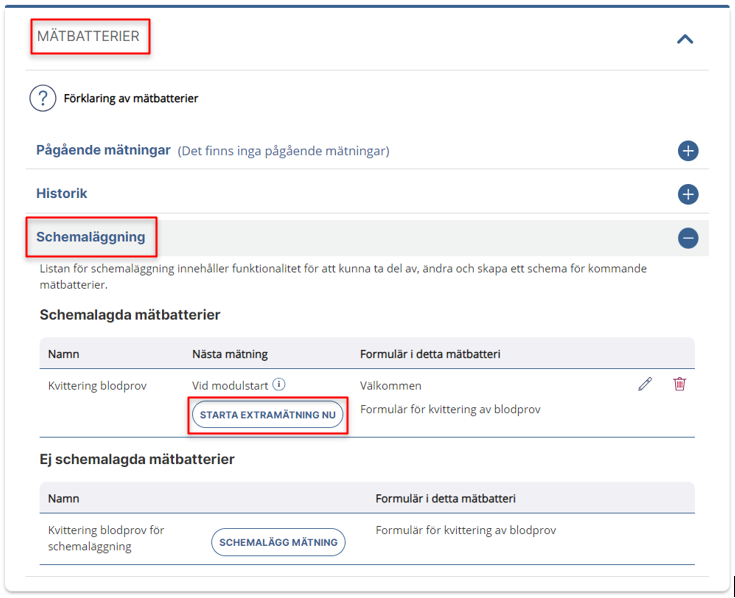 MÄTBATTERIER
? Förklaring av mätbatterier
Pågående mätningar (Det finns inga pågående mätningar)
Historik
Schemaläggning
Listan för schemaläggning innehåller funktionalitet för att kunna ta del av, ändra och skapa ett schema för kommande
mätbatterier.
Schemalagda mätbatterier
Namn Nästa mätning Formulär i detta mätbatteri
Kvittering blodprov Vid modulstart i Välkommen
STARTA EXTRAMÄTNING NU Formulär för kvittering av blodprov
Ej schemalagda mätbatterier
Namn Formulär i detta mätbatteri
Kvittering blodprov för Formulär för kvittering av blodprov
schemaläggning SCHEMALÄGG MÄTNING